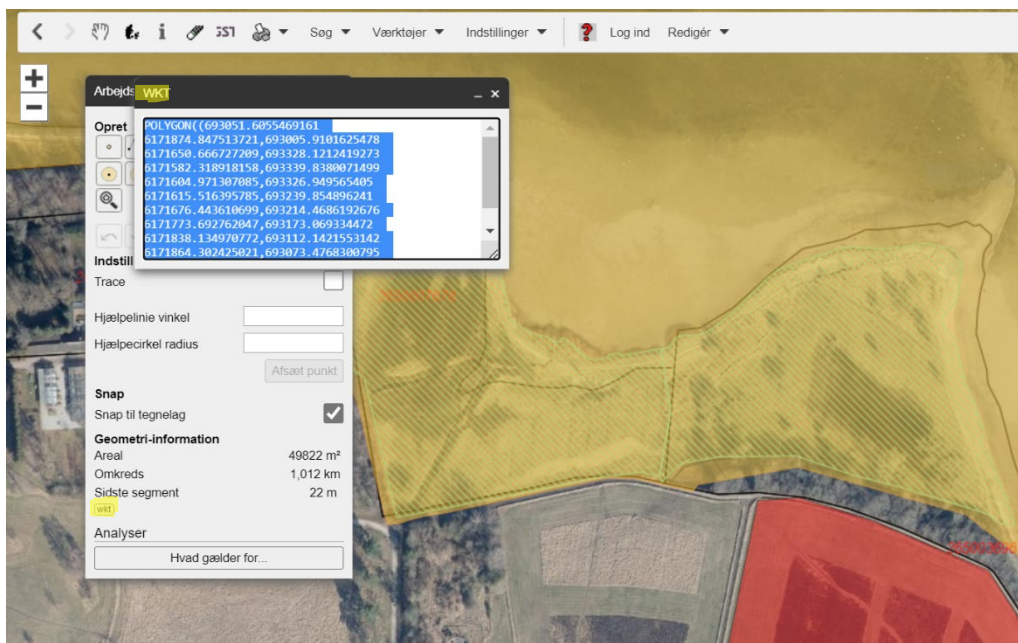 Søg
Værktøjer
Indstillinger
?
Log ind
Redigér
+
−
Arbejds
WKT
Opret
POLYGON((693051.6055469161
6171874.847513721,693005.9101625478
6171650.666727209,693328.1212419273
6171582.318918158,693339.8380071499
6171604.971307085,693326.949565405
6171615.516395785,693239.854896241
6171676.443610699,693214.4686192676
6171773.692762047,693173.069334472
6171838.134970772,693112.1421553142
6171864.302425021,693073.4768300795
Indstill
Trace
Hjælpelinie vinkel
Hjælpecirkel radius
Afsæt punkt
Snap
Snap til tegnelag
Geometri-information
Areal 49822 m²
Omkreds 1,012 km
Sidste segment 22 m
wkt
Analyser
Hvad gælder for...